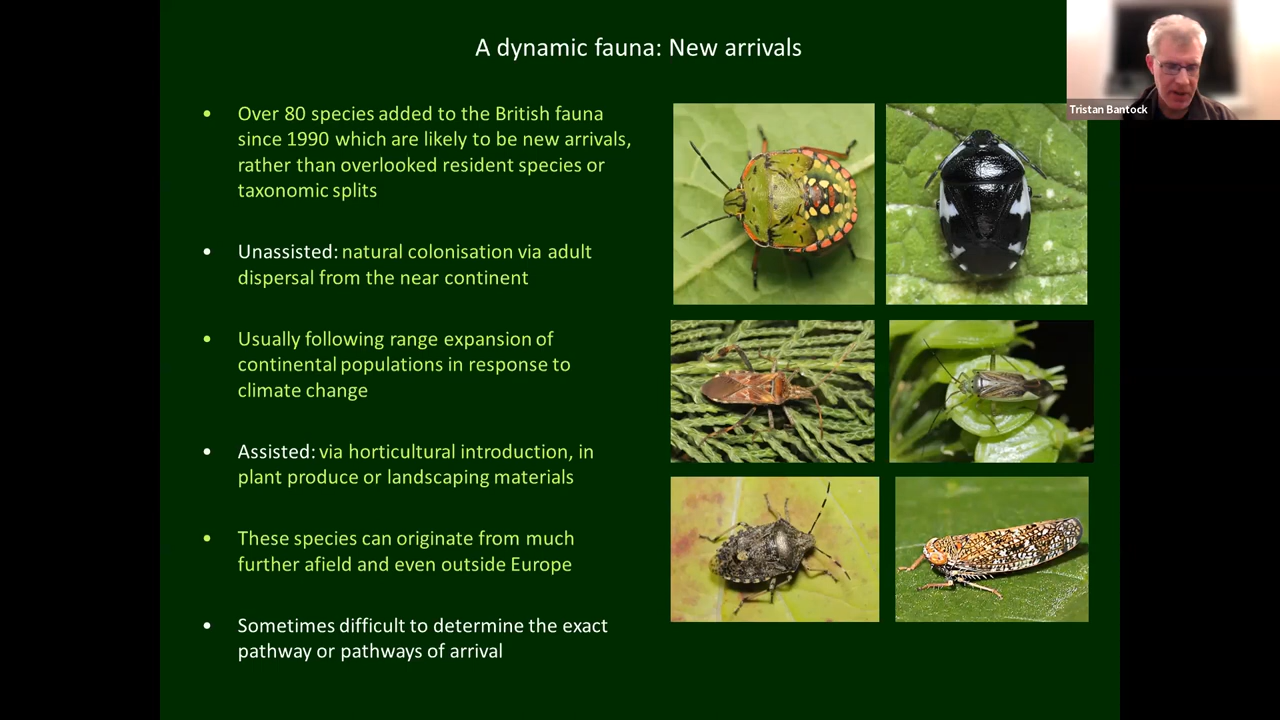 A dynamic fauna: New arrivals
Tristan Bantock
• Over 80 species added to the British fauna
since 1990 which are likely to be new arrivals,
rather than overlooked resident species or
taxonomic splits
• Unassisted: natural colonisation via adult
dispersal from the near continent
• Usually following range expansion of
continental populations in response to
climate change
• Assisted: via horticultural introduction, in
plant produce or landscaping materials
• These species can originate from much
further afield and even outside Europe
• Sometimes difficult to determine the exact
pathway or pathways of arrival